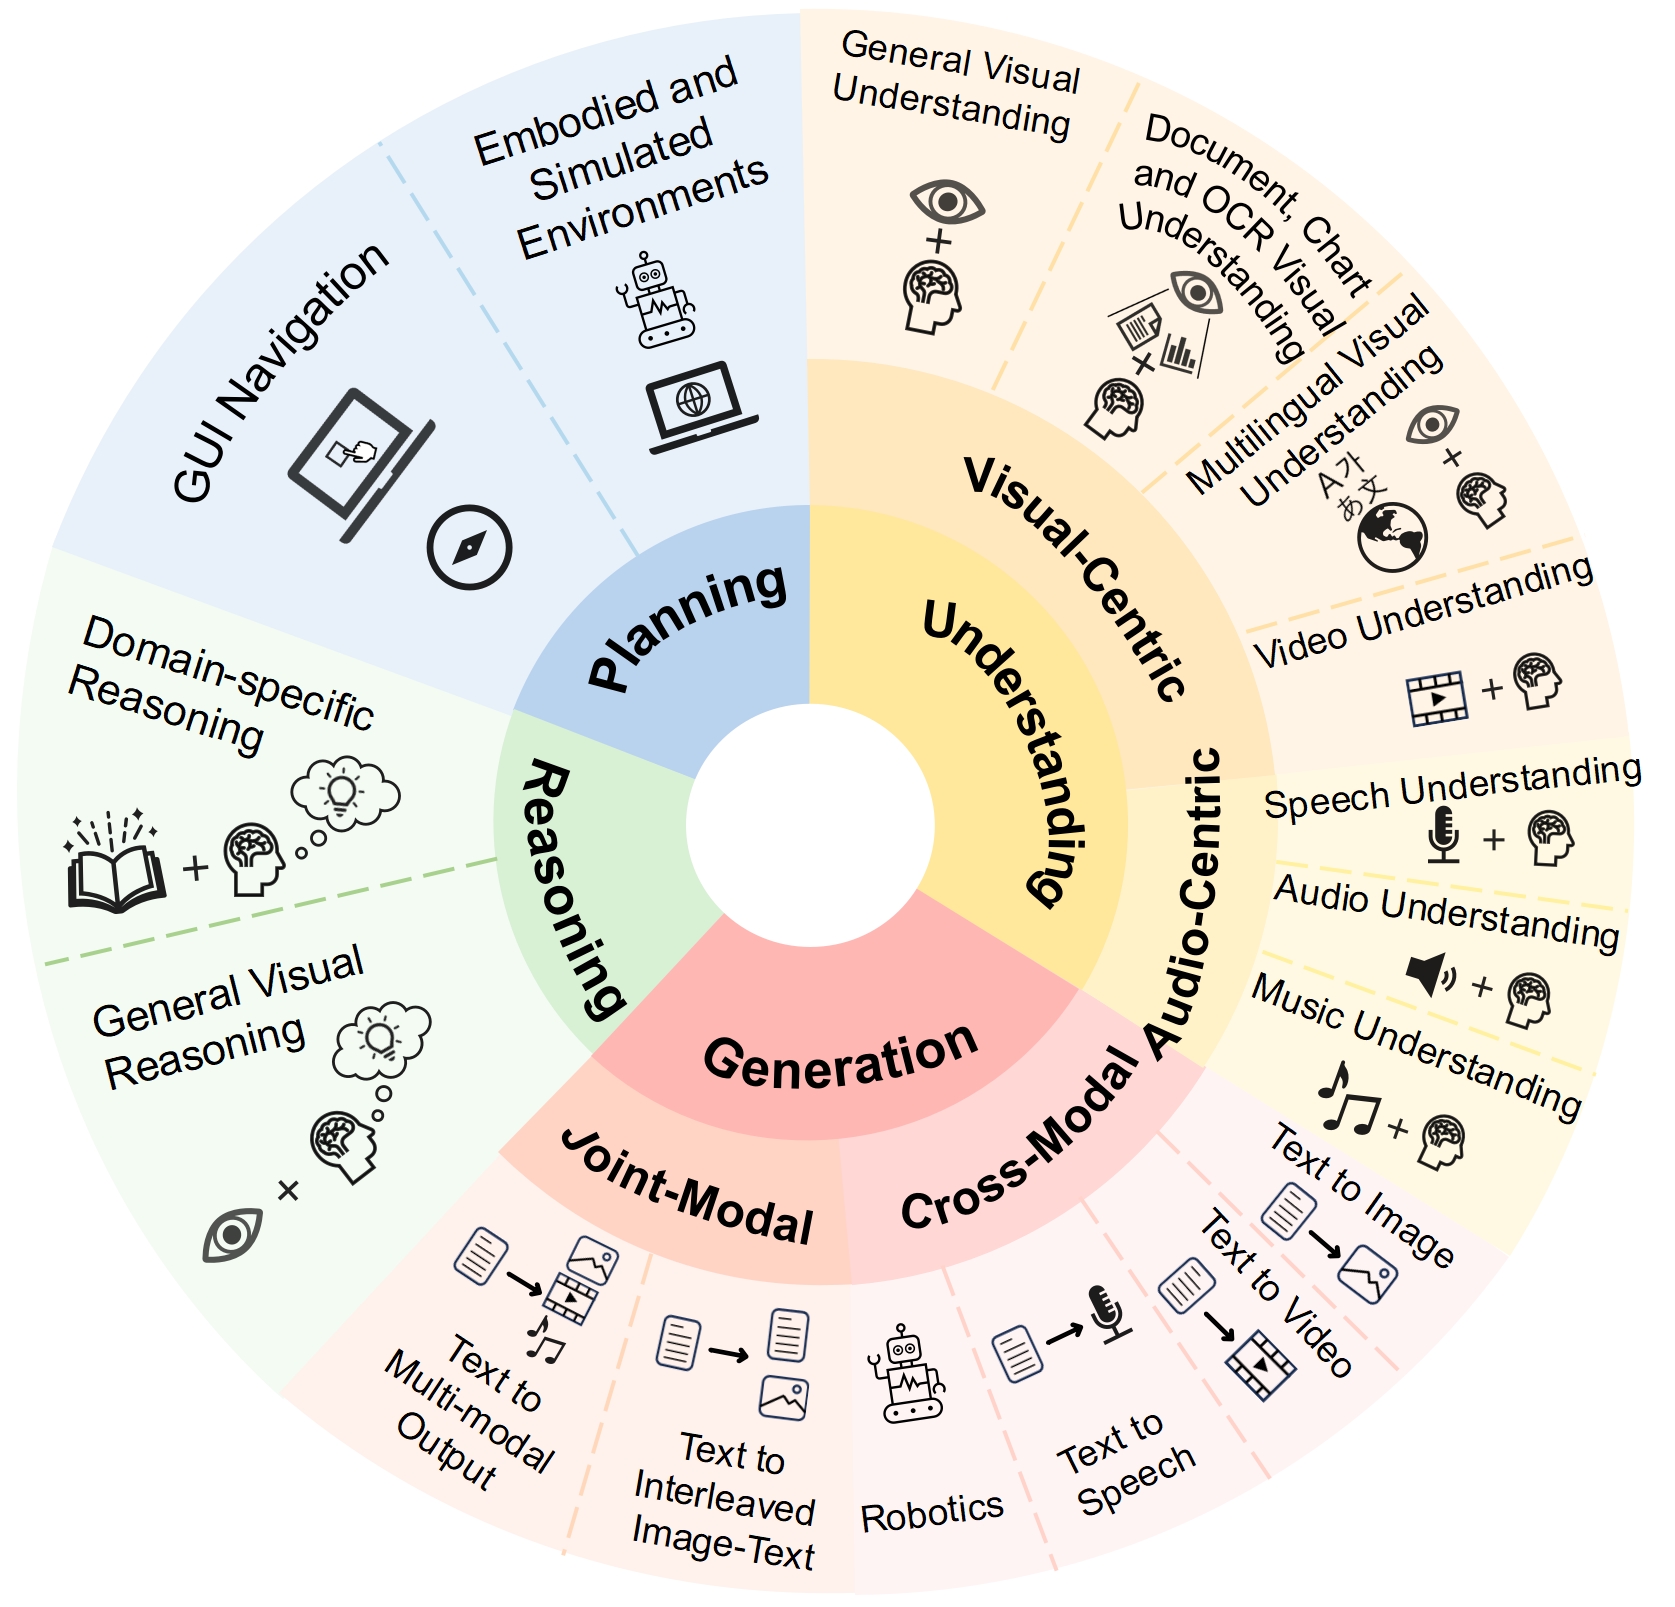 General Visual
Understanding
Document, Chart
and OCR Visual
Understanding
Multilingual Visual
Understanding
A가
あ文
Video Understanding
Speech Understanding
Audio Understanding
Music Understanding
Text to Image
Text to Video
Text to
Speech
Robotics
Text to
Interleaved
Image-Text
Text to
Multi-modal
Output
General Visual
Reasoning
Domain-specific
Reasoning
GUI Navigation
Embodied and
Simulated
Environments
Visual-Centric
Audio-Centric
Cross-Modal
Joint-Modal
Understanding
Generation
Reasoning
Planning